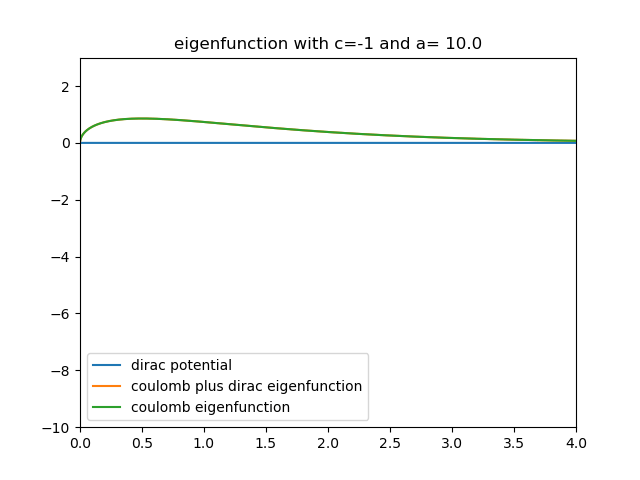 eigenfunction with c=-1 and a= 10.0
2
0
−2
−4
−6
−8
−10
dirac potential
coulomb plus dirac eigenfunction
coulomb eigenfunction
0.0 0.5 1.0 1.5 2.0 2.5 3.0 3.5 4.0